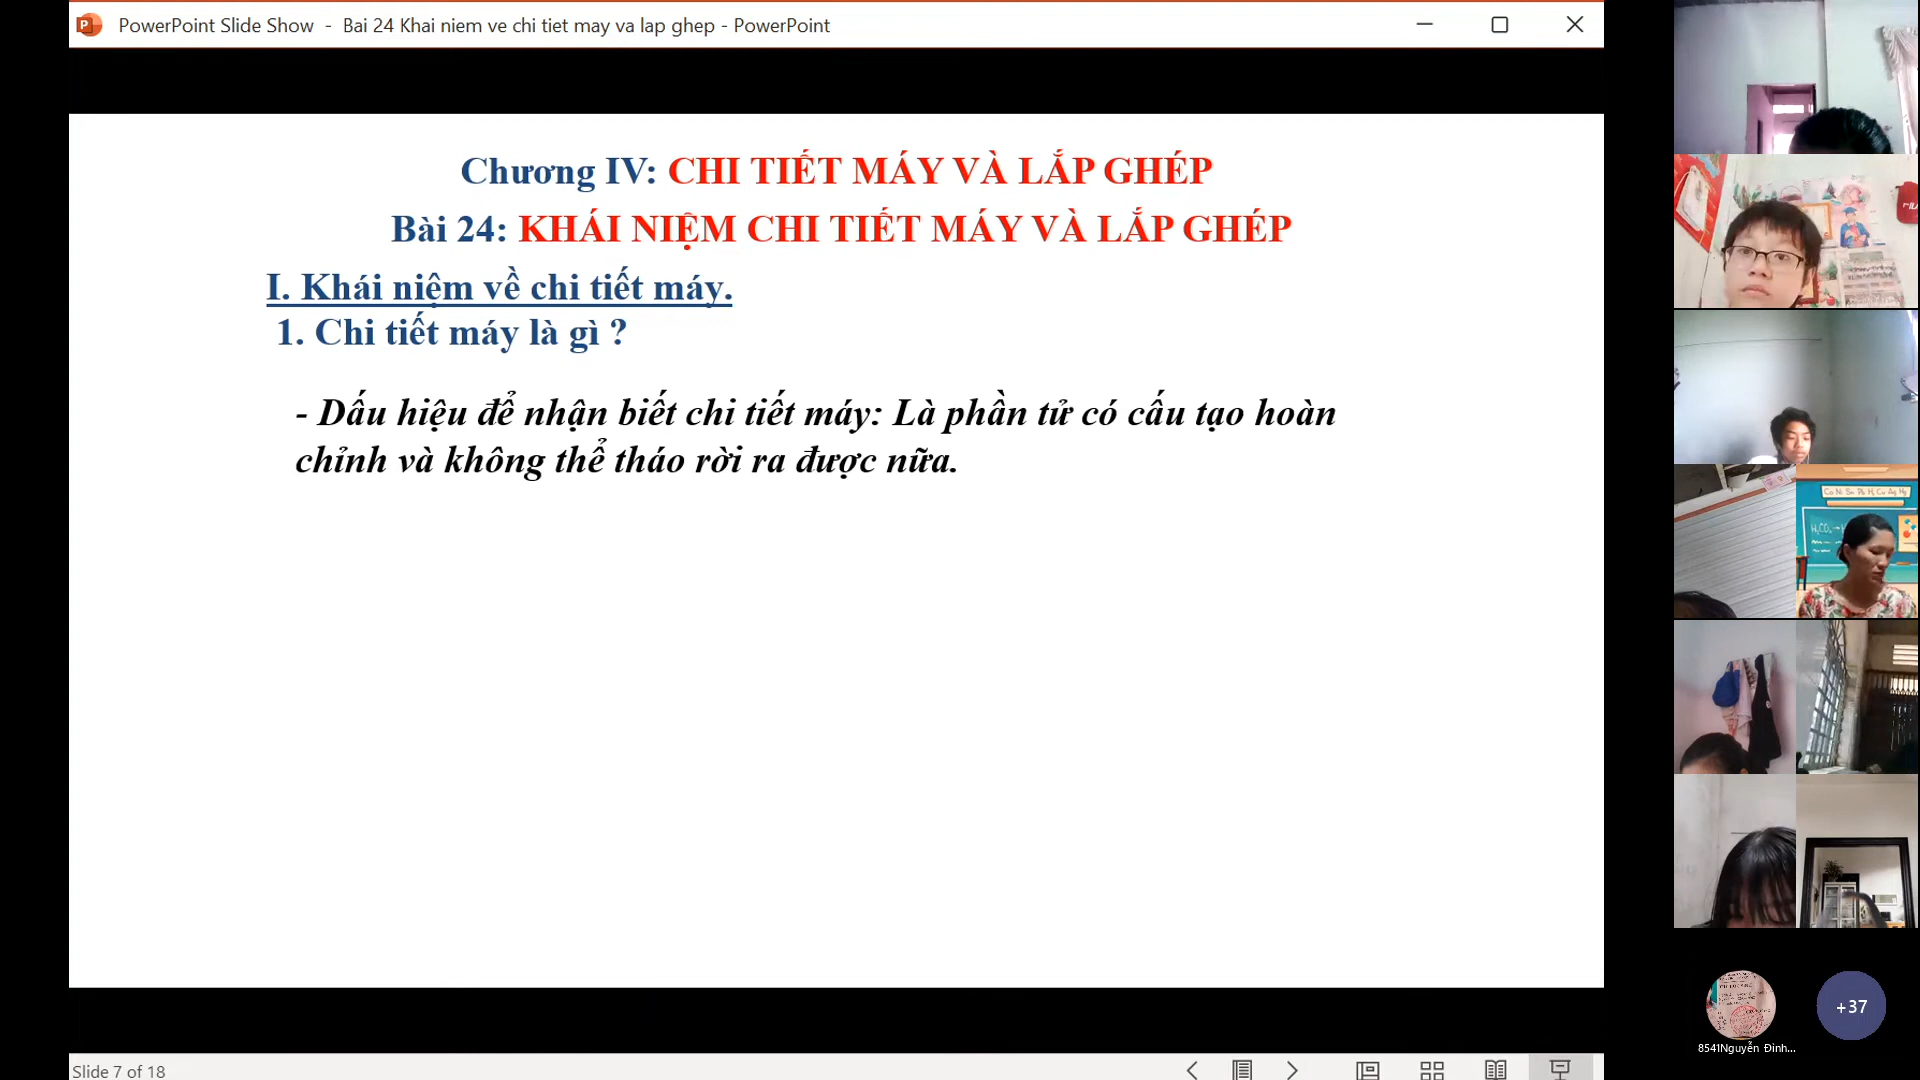 PowerPoint Slide Show - Bai 24 Khai niem ve chi tiet may va lap ghep - PowerPoint
Chương IV: CHI TIẾT MÁY VÀ LẮP GHÉP
Bài 24: KHÁI NIỆM CHI TIẾT MÁY VÀ LẮP GHÉP
I. Khái niệm về chi tiết máy.
1. Chi tiết máy là gì ?
- Dấu hiệu để nhận biết chi tiết máy: Là phần tử có cấu tạo hoàn
chỉnh và không thể tháo rời ra được nữa.
Slide 7 of 18
+37
8541Nguyễn Đình...